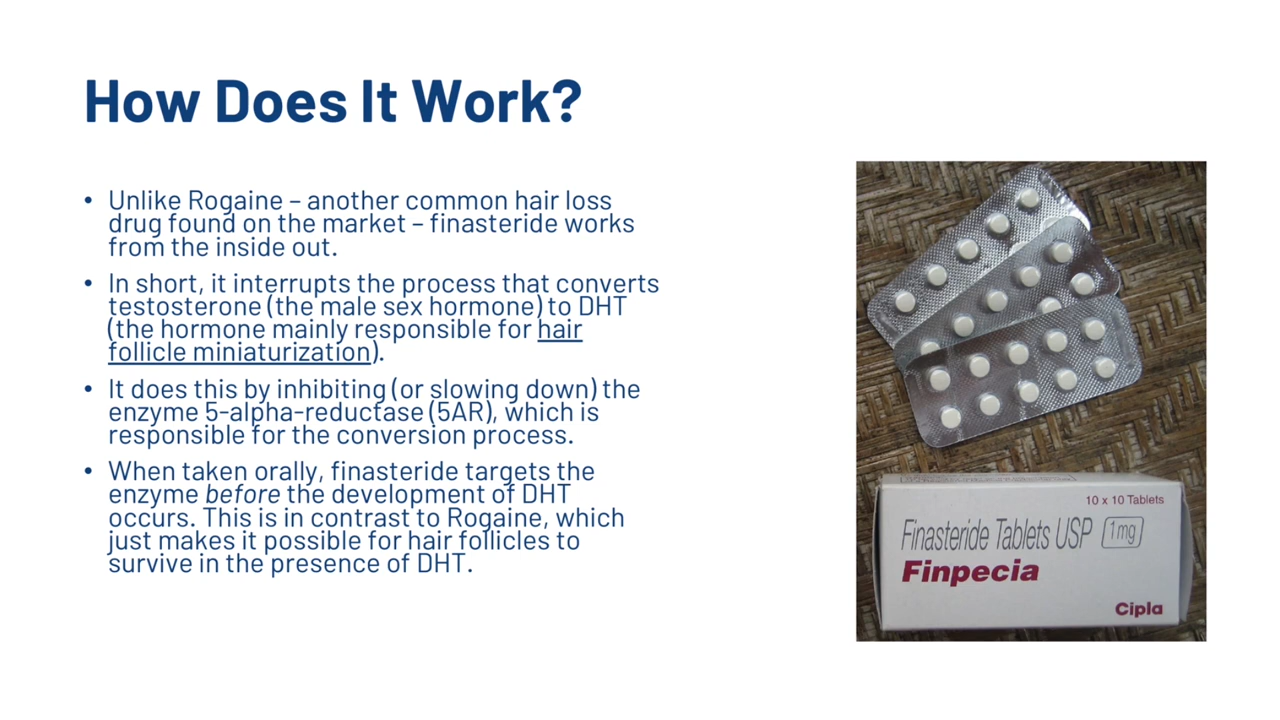 How Does It Work?
• Unlike Rogaine – another common hair loss
drug found on the market – finasteride works
from the inside out.
• In short, it interrupts the process that converts
testosterone (the male sex hormone) to DHT
(the hormone mainly responsible for hair
follicle miniaturization).
• It does this by inhibiting (or slowing down) the
enzyme 5-alpha-reductase (5AR), which is
responsible for the conversion process.
• When taken orally, finasteride targets the
enzyme before the development of DHT
occurs. This is in contrast to Rogaine, which
just makes it possible for hair follicles to
survive in the presence of DHT.
10 x 10 Tablets
Finasteride Tablets USP 1mg
Finpecia
Cipla